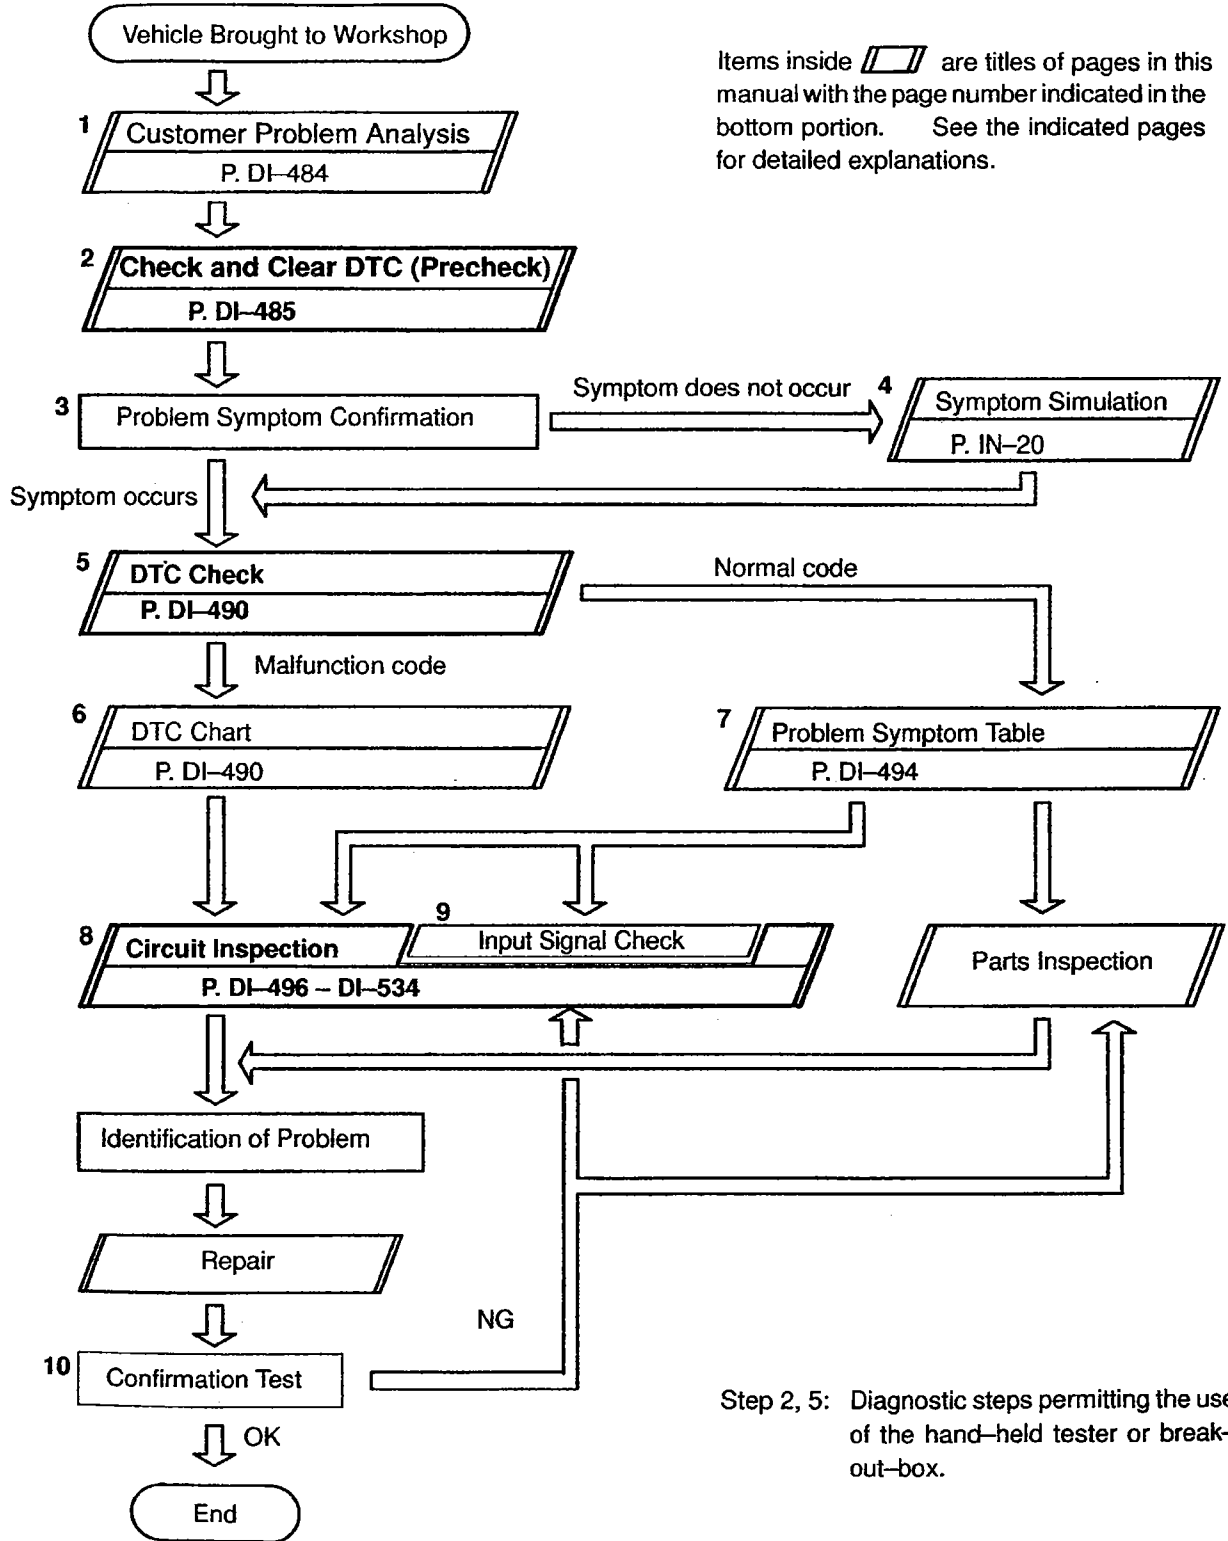 Vehicle Brought to Workshop
Items inside are titles of pages in this
manual with the page number indicated in the
bottom portion. See the indicated pages
for detailed explanations.
1
Customer Problem Analysis
P. DI–484
2
Check and Clear DTC (Precheck)
P. DI–485
3
Problem Symptom Confirmation
Symptom does not occur
4
Symptom Simulation
P. IN–20
Symptom occurs
5
DTC Check
P. DI–490
Normal code
Malfunction code
6
DTC Chart
P. DI–490
7
Problem Symptom Table
P. DI–494
8
Circuit Inspection
P. DI–496 – DI–534
9
Input Signal Check
Parts Inspection
Identification of Problem
Repair
NG
10
Confirmation Test
OK
End
Step 2, 5: Diagnostic steps permitting the use
of the hand–held tester or break–
out–box.